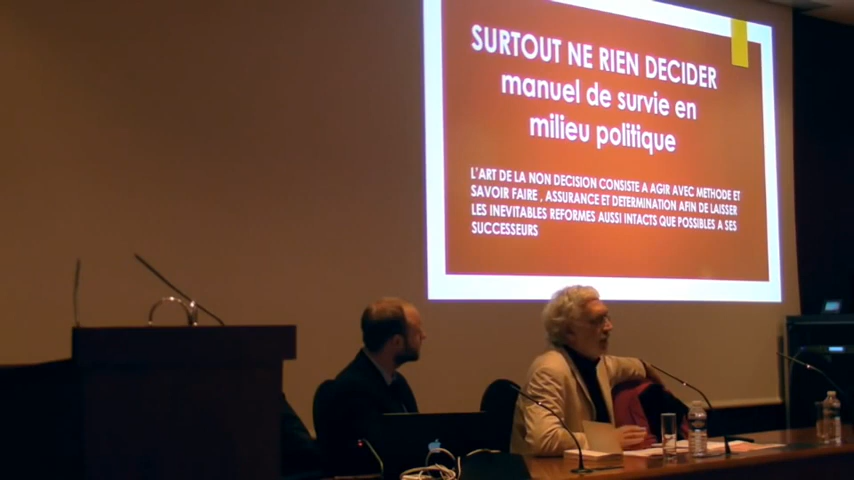 SURTOUT NE RIEN DECIDER
manuel de survie en
milieu politique
L'ART DE LA NON DECISION CONSISTE A AGIR AVEC METHODE ET
SAVOIR FAIRE , ASSURANCE ET DETERMINATION AFIN DE LAISSER
LES INEVITABLES REFORMES AUSSI INTACTS QUE POSSIBLES A SES
SUCCESSEURS